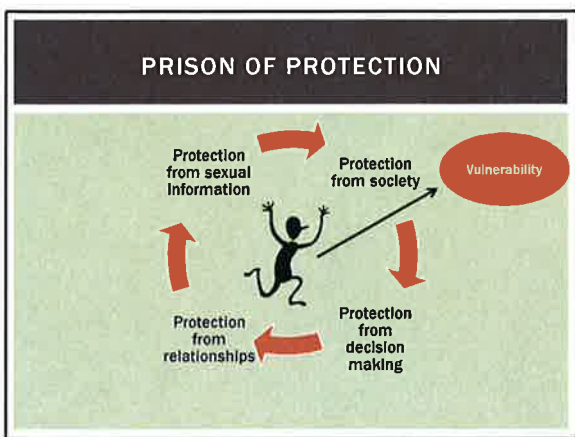 PRISON OF PROTECTION
Protection
from sexual
Information
Protection
from society
Vulnerability
Protection
from
decision
making
Protection
from
relationships